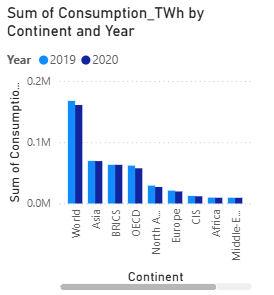 Sum of Consumption_TWh by
Continent and Year
Year 2019 2020
Sum of Consumptio...
0.2M
0.1M
0.0M
World
Asia
BRICS
OECD
North A...
Europe
CIS
Africa
Middle-E...
Continent